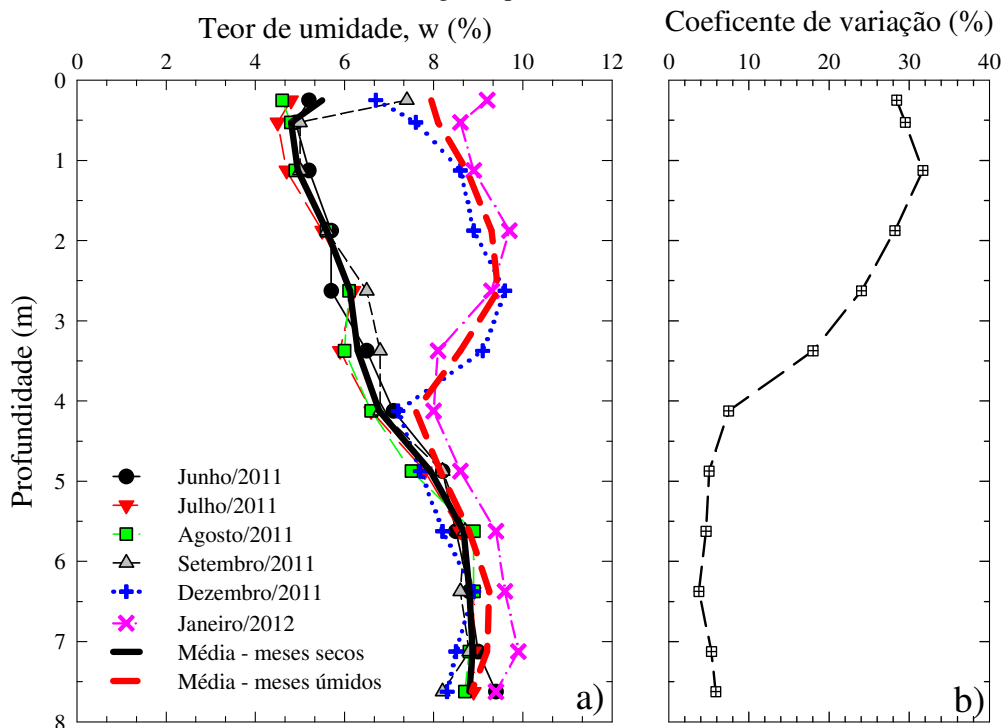 Teor de umidade, w (%)
Coeficente de variação (%)
0 2 4 6 8 10 12
0 10 20 30 40
Profundidade (m)
0
1
2
3
4
5
6
7
8
Junho/2011
Julho/2011
Agosto/2011
Setembro/2011
Dezembro/2011
Janeiro/2012
Média - meses secos
Média - meses úmidos
a)
b)